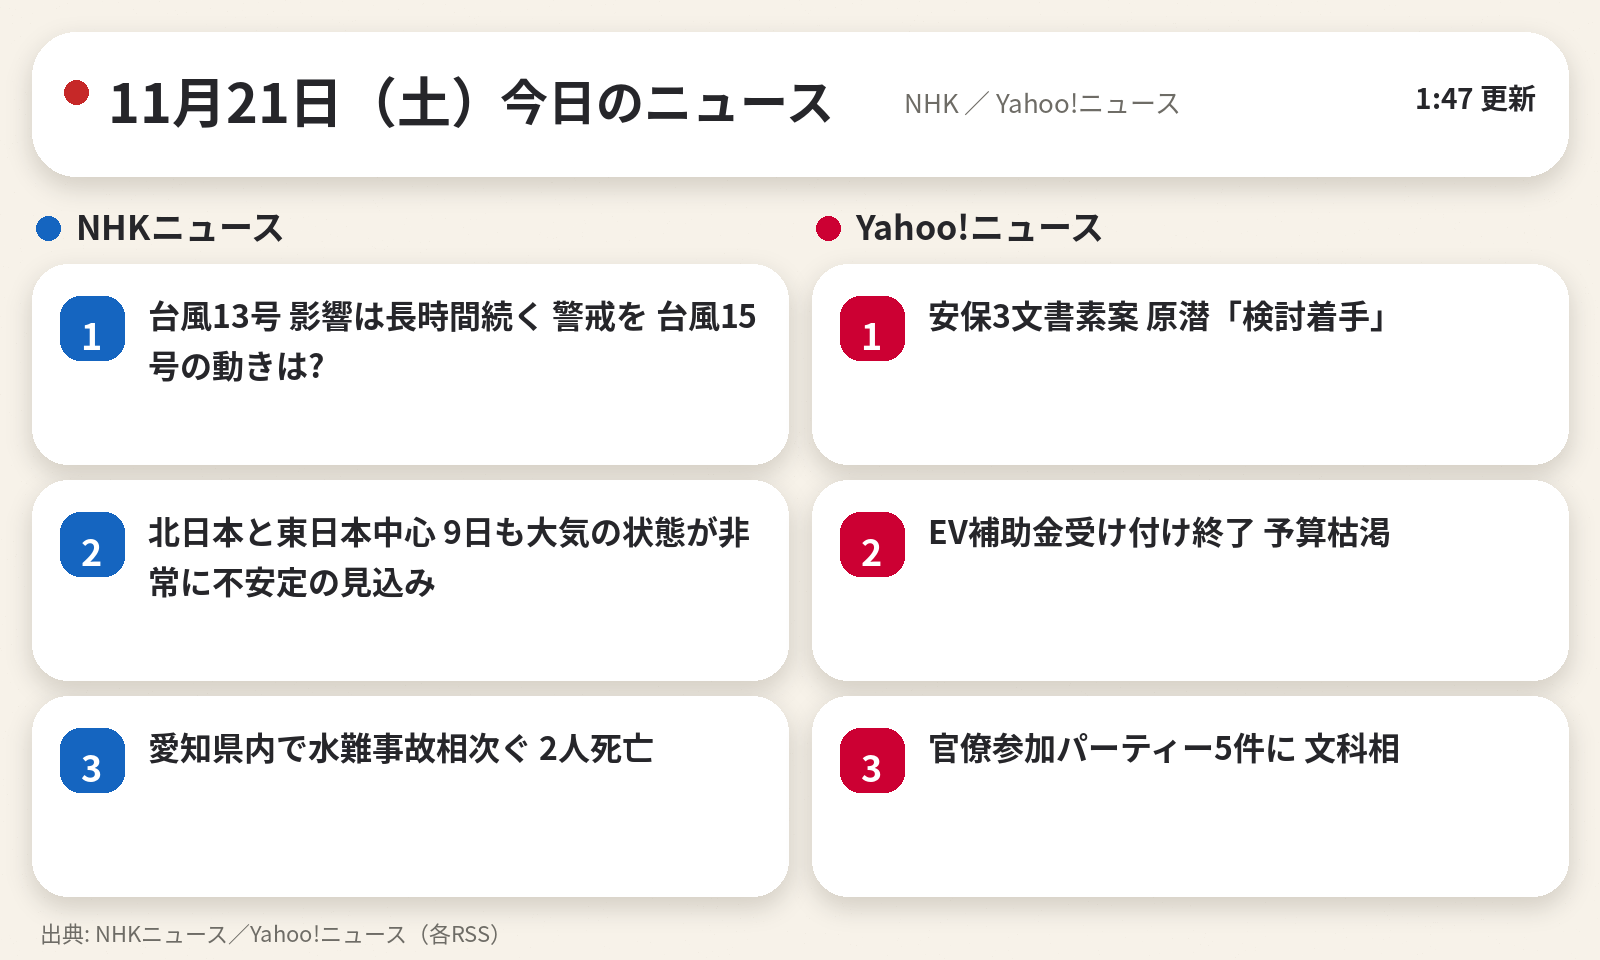 11月21日（土）今日のニュース
NHK ／ Yahoo!ニュース
1:47 更新
NHKニュース
1
台風13号 影響は長時間続く 警戒を 台風15
号の動きは?
2
北日本と東日本中心 9日も大気の状態が非
常に不安定の見込み
3
愛知県内で水難事故相次ぐ 2人死亡
Yahoo!ニュース
1
安保3文書素案 原潜「検討着手」
2
EV補助金受け付け終了 予算枯渇
3
官僚参加パーティー5件に 文科相
出典: NHKニュース／Yahoo!ニュース（各RSS）